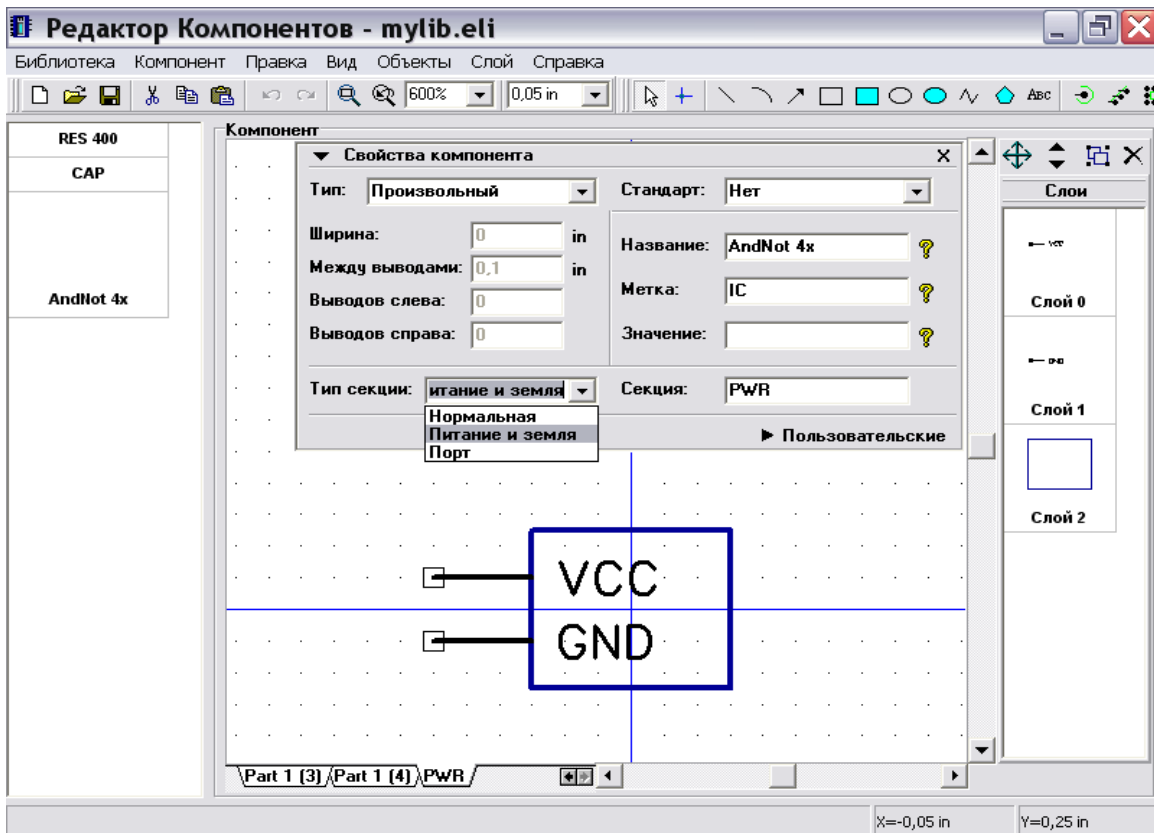 Редактор Компонентов - mylib.eli
Библиотека Компонент Правка Вид Объекты Слой Справка
600% 0,05 in ABC
RES 400
CAP
AndNot 4x
Компонент
Свойства компонента x
Тип: Произвольный Стандарт: Нет
Ширина: 0 in
Между выводами: 0,1 in
Выводов слева: 0
Выводов справа: 0
Название: AndNot 4x ?
Метка: IC ?
Значение: ?
Тип секции: итание и земля Секция: PWR
Нормальная
Питание и земля
Порт
Пользовательские
VCC
GND
Part 1 (3) Part 1 (4) PWR
Слои
VCC
Слой 0
GND
Слой 1
Слой 2
X=-0,05 in Y=0,25 in